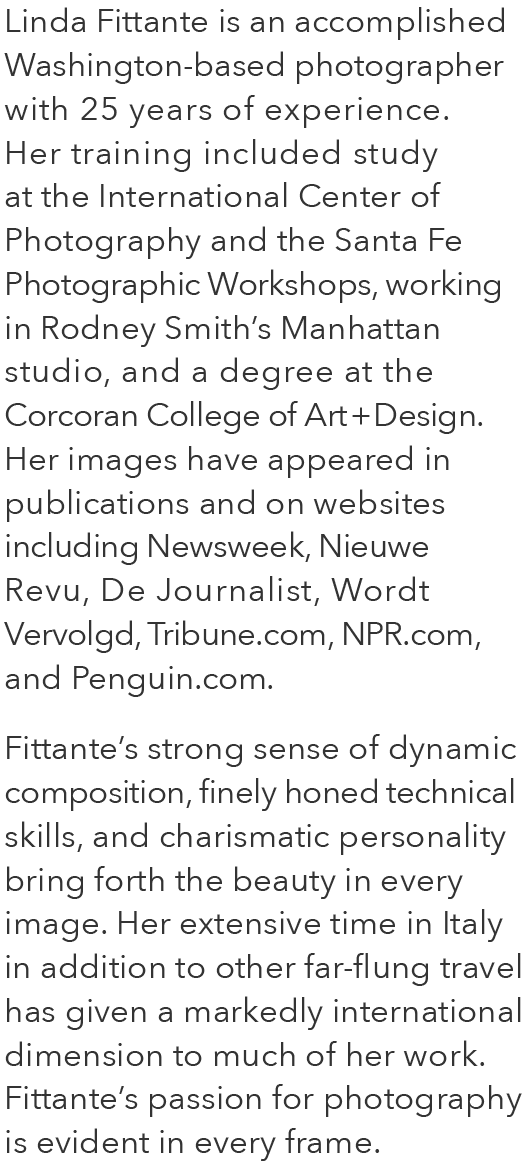 Linda Fittante is an accomplished
Washington-based photographer
with 25 years of experience.
Her training included study
at the International Center of
Photography and the Santa Fe
Photographic Workshops, working
in Rodney Smith’s Manhattan
studio, and a degree at the
Corcoran College of Art+Design.
Her images have appeared in
publications and on websites
including Newsweek, Nieuwe
Revu, De Journalist, Wordt
Vervolgd, Tribune.com, NPR.com,
and Penguin.com.
Fittante’s strong sense of dynamic
composition, finely honed technical
skills, and charismatic personality
bring forth the beauty in every
image. Her extensive time in Italy
in addition to other far-flung travel
has given a markedly international
dimension to much of her work.
Fittante’s passion for photography
is evident in every frame.